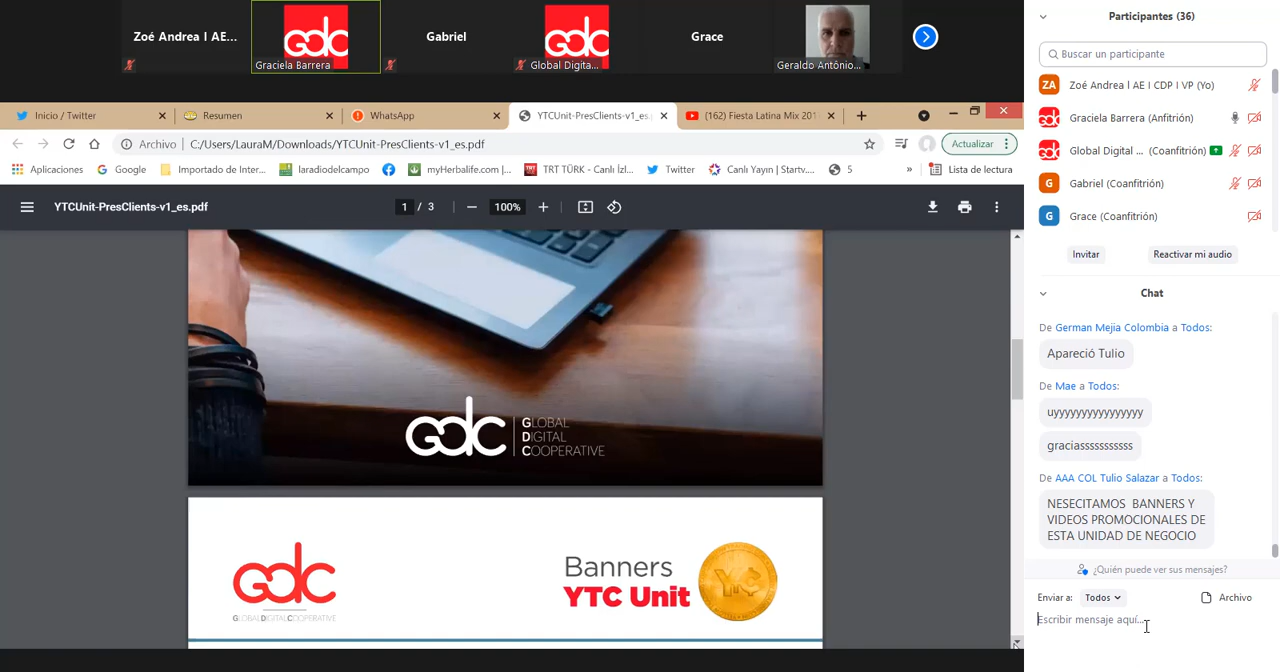 Zoé Andrea I AE...
gdc
Graciela Barrera
Gabriel
gdc
Global Digita...
Grace
Geraldo Antônio...
Inicio / Twitter
Resumen
WhatsApp
YTCUnit-PresClients-v1_es.
(162) Fiesta Latina Mix 201
Archivo
C:/Users/LauraM/Downloads/YTCUnit-PresClients-v1_es.pdf
Actualizar
Aplicaciones
Google
Importado de Inter...
laradiodelcampo
myHerbalife.com |...
TRT TÜRK - Canlı İzl...
Twitter
Canlı Yayın | Startv....
5
»
Lista de lectura
YTCUnit-PresClients-v1_es.pdf
1 / 3
100%
gdc
GLOBAL
DIGITAL
COOPERATIVE
gdc
GLOBALDIGITALCOOPERATIVE
Banners
YTC Unit
Participantes (36)
Buscar un participante
ZA
Zoé Andrea I AE I CDP I VP (Yo)
Graciela Barrera (Anfitrión)
Global Digital ... (Coanfitrión)
G
Gabriel (Coanfitrión)
G
Grace (Coanfitrión)
Invitar
Reactivar mi audio
Chat
De German Mejia Colombia a Todos:
Apareció Tulio
De Mae a Todos:
uyyyyyyyyyyyyyyyy
graciasssssssssss
De AAA COL Tulio Salazar a Todos:
NESECITAMOS BANNERS Y
VIDEOS PROMOCIONALES DE
ESTA UNIDAD DE NEGOCIO
¿Quién puede ver sus mensajes?
Enviar a:
Todos
Archivo
Escribir mensaje aquí...